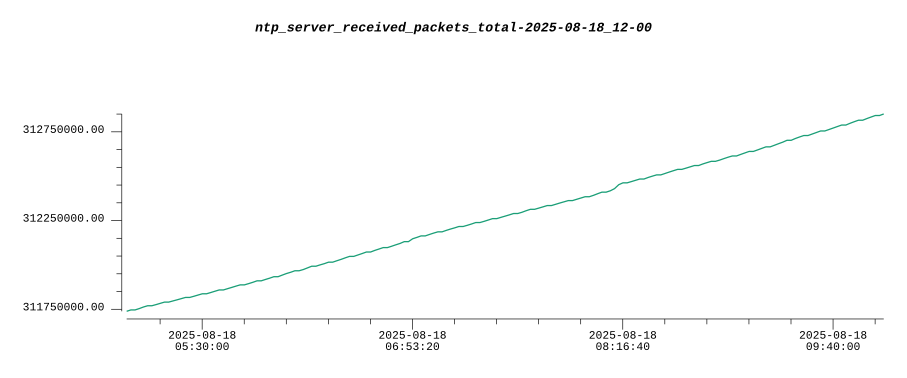 ntp_server_received_packets_total-2025-08-18_12-00
312750000.00
312250000.00
311750000.00
2025-08-18 2025-08-18 2025-08-18 2025-08-18
05:30:00 06:53:20 08:16:40 09:40:00